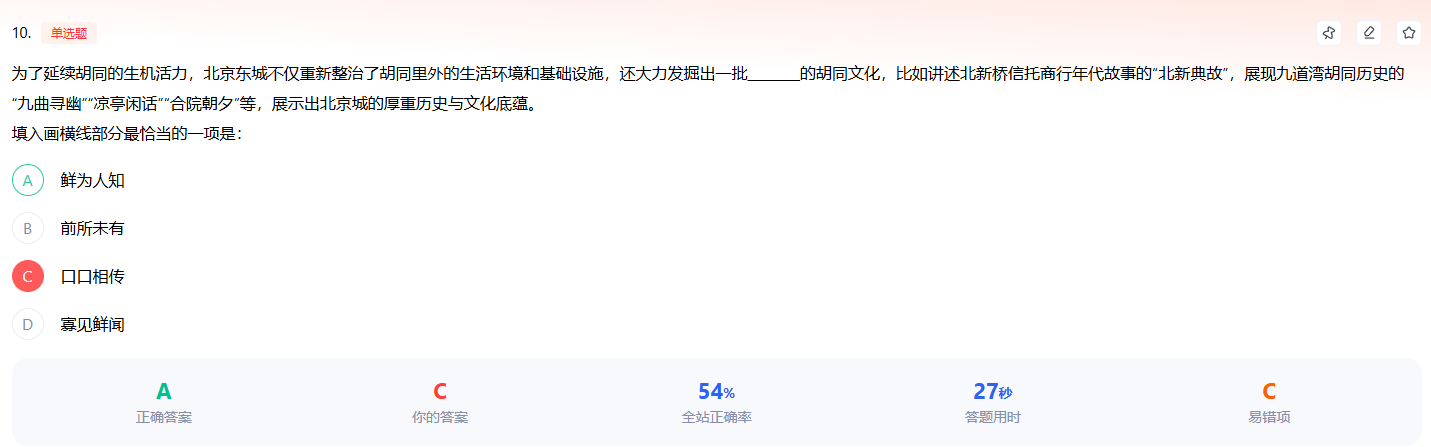 10. 单选题
为了延续胡同的生机活力，北京东城不仅重新整治了胡同里外的生活环境和基础设施，还大力发掘出一批______的胡同文化，比如讲述北新桥信托商行年代故事的“北新典故”，展现九道湾胡同历史的
“九曲寻幽”“凉亭闲话”“合院朝夕”等，展示出北京城的厚重历史与文化底蕴。
填入画横线部分最恰当的一项是：
A 鲜为人知
B 前所未有
C 口口相传
D 寡见鲜闻
A C 54% 27秒 C
正确答案 你的答案 全站正确率 答题用时 易错项